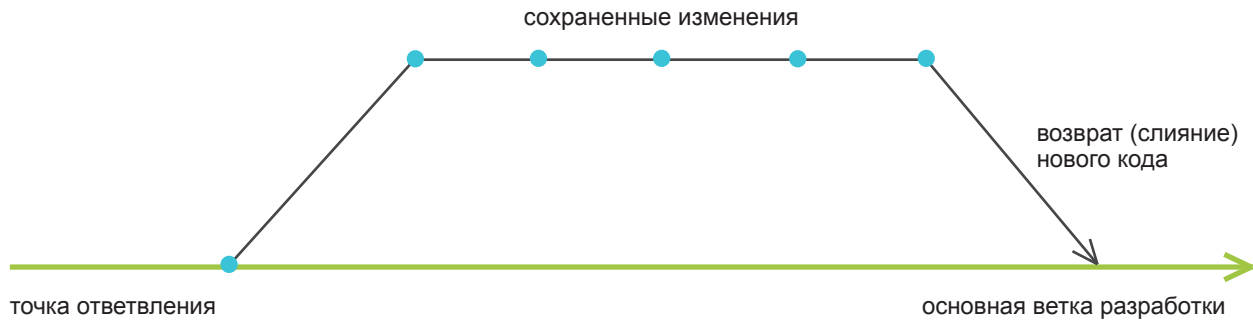 сохраненные изменения
возврат (слияние)
нового кода
точка ответвления
основная ветка разработки